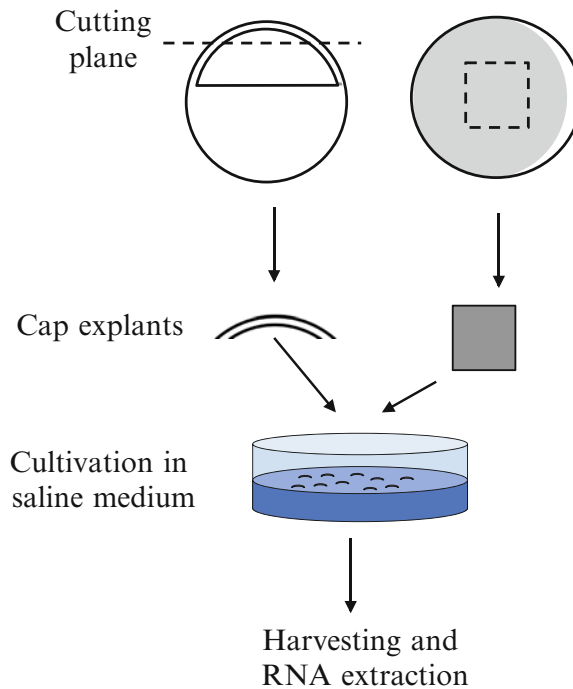 Cutting
plane
Cap explants
Cultivation in
saline medium
Harvesting and
RNA extraction